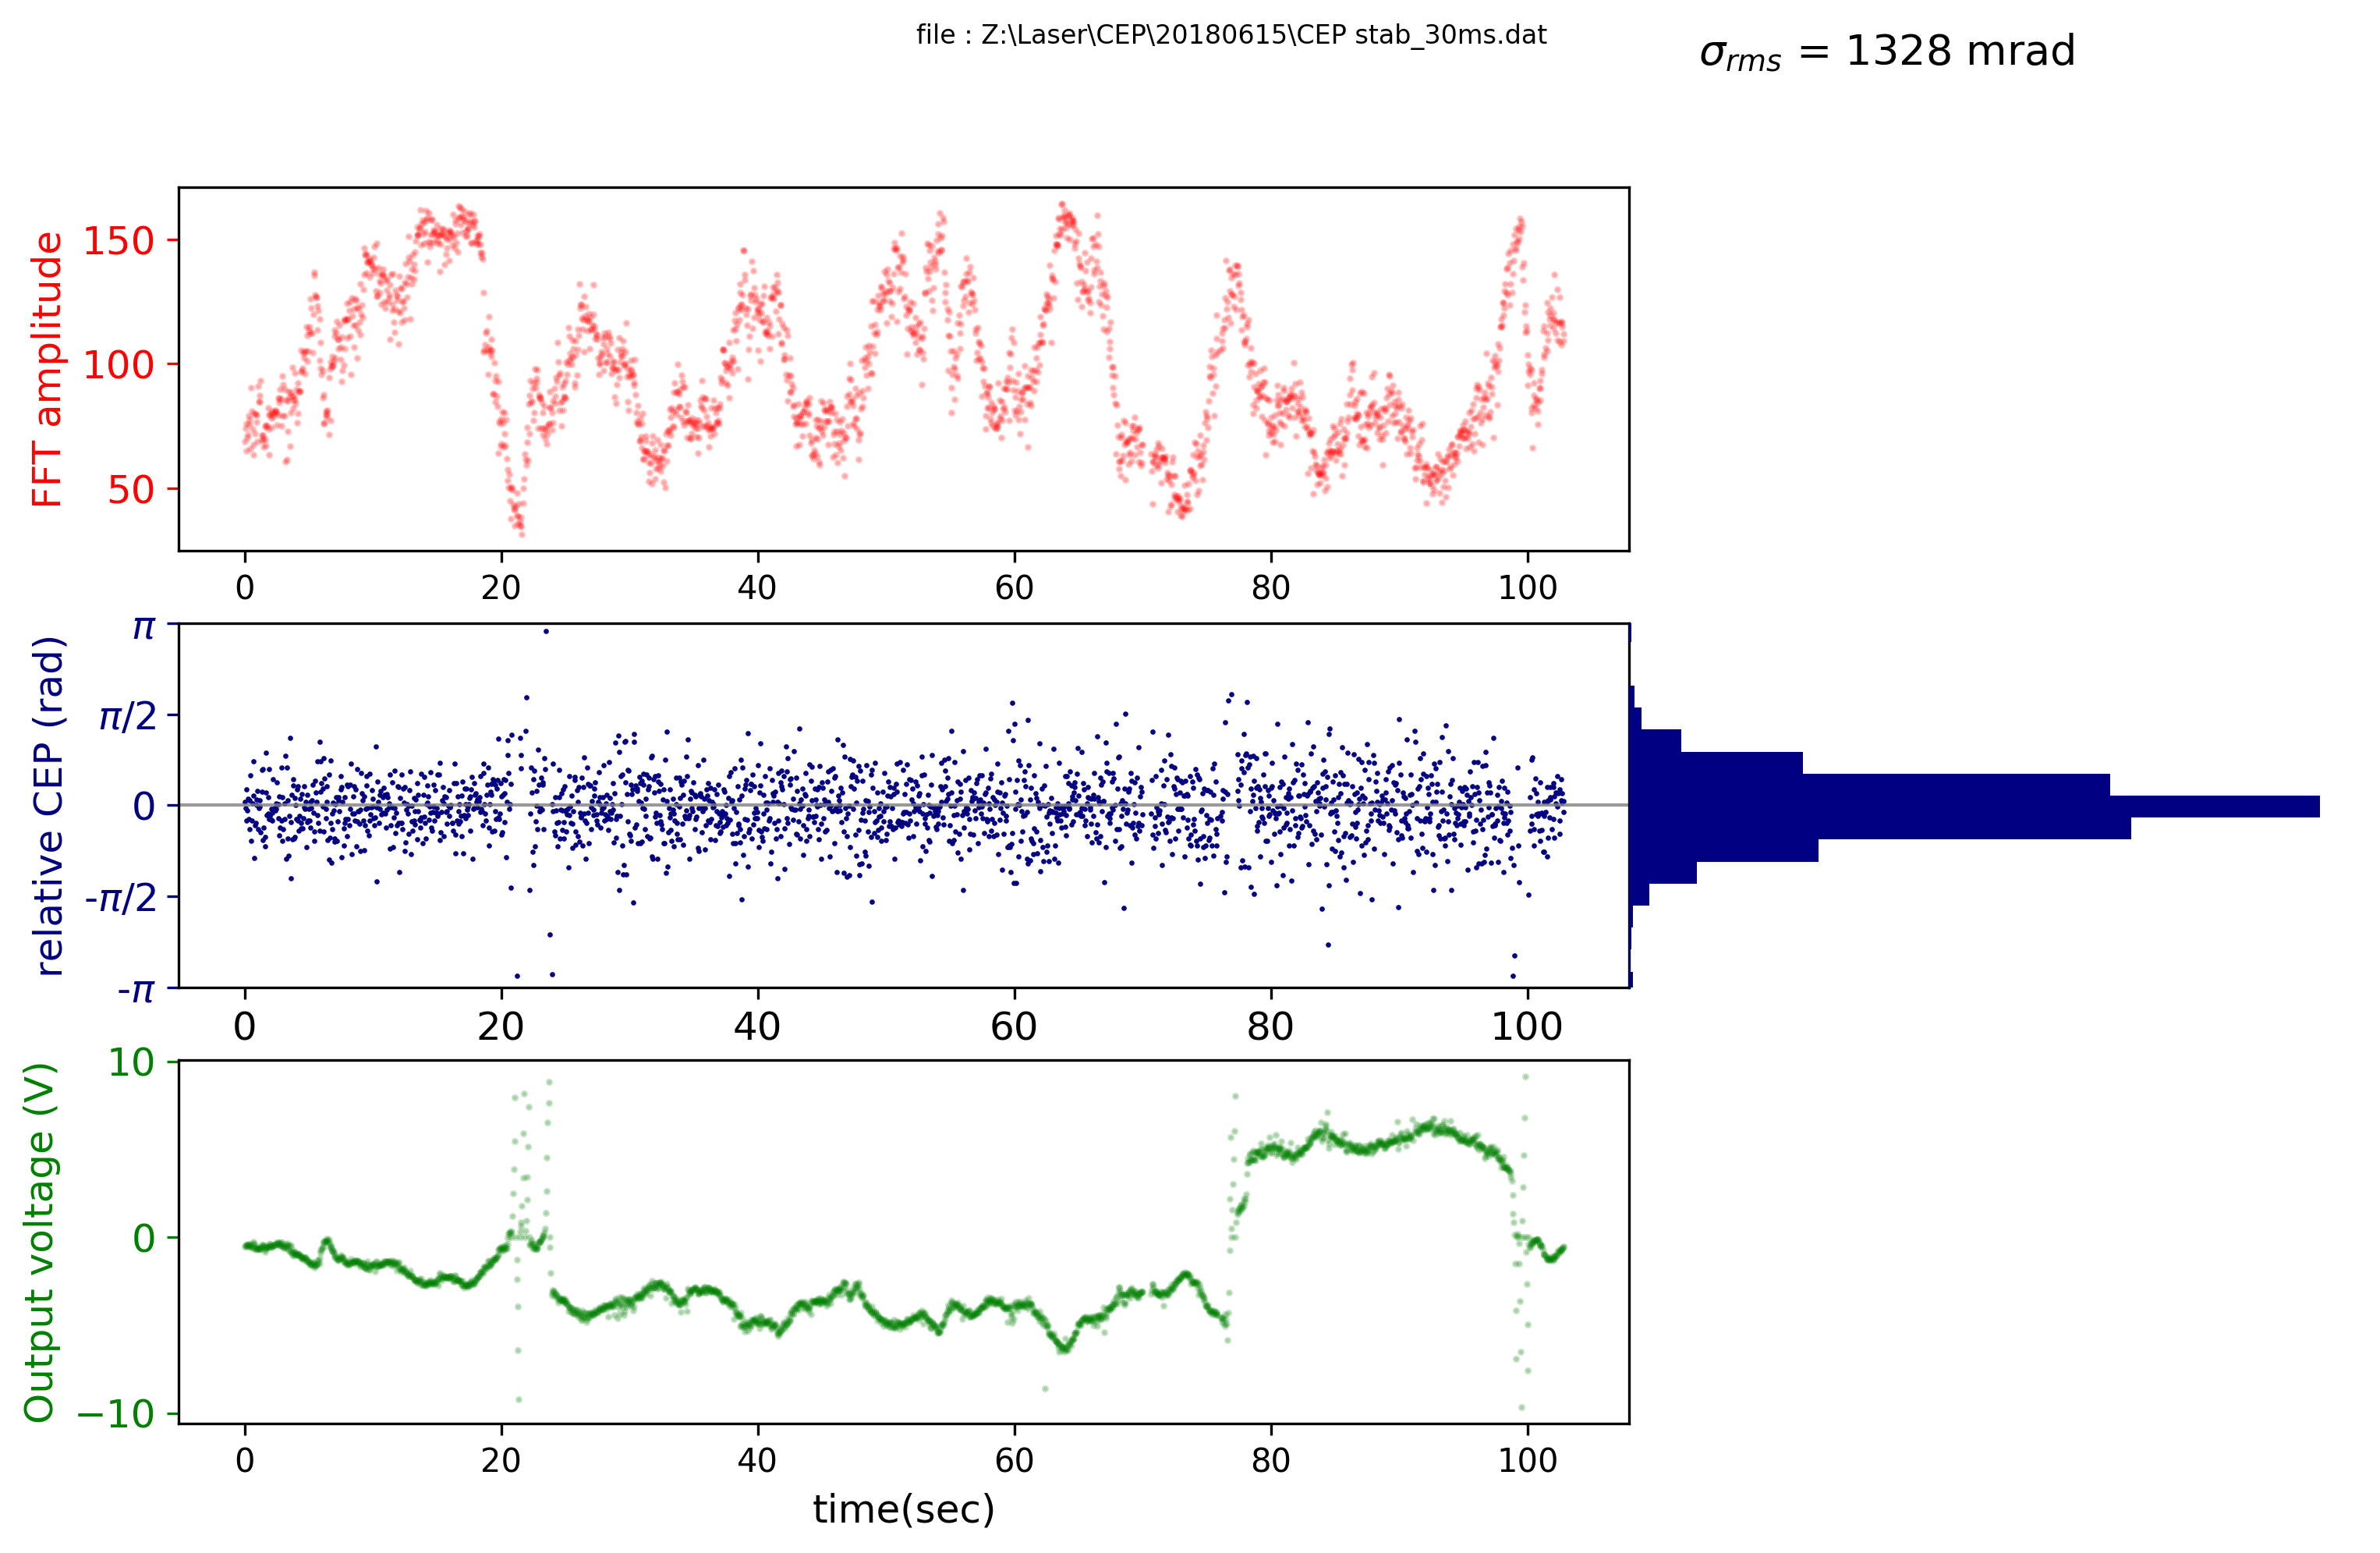 file : Z:\Laser\CEP\20180615\CEP stab_30ms.dat
σrms = 1328 mrad
FFT amplitude
150
100
50
0 20 40 60 80 100
relative CEP (rad)
π
π/2
0
-π/2
-π
0 20 40 60 80 100
Output voltage (V)
10
0
−10
0 20 40 60 80 100
time(sec)